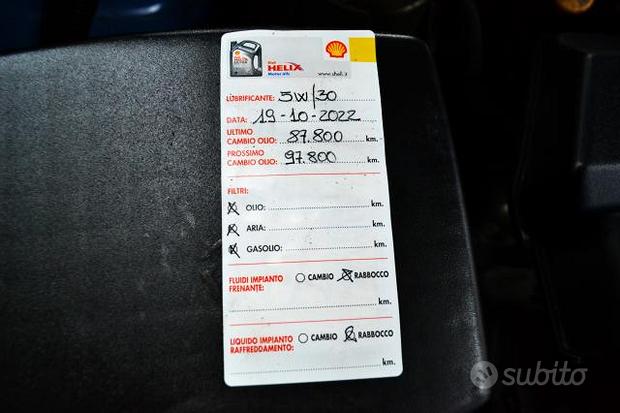 Shell
HELIX
Motor Oils
www.shell.it
LUBRIFICANTE: 5W/30
DATA: 19-10-2022
ULTIMO
CAMBIO OLIO: 87.800 km.
PROSSIMO
CAMBIO OLIO: 97.800 km.
FILTRI:
OLIO: km.
ARIA: km.
GASOLIO: km.
FLUIDI IMPIANTO
FRENANTE: CAMBIO RABBOCCO
km.
LIQUIDO IMPIANTO
RAFFREDDAMENTO: CAMBIO RABBOCCO
km.
subito